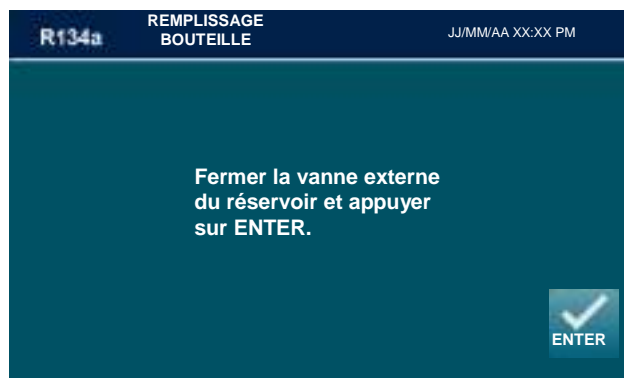 R134a
REMPLISSAGE
BOUTEILLE
JJ/MM/AA XX:XX PM
Fermer la vanne externe
du réservoir et appuyer
sur ENTER.
ENTER